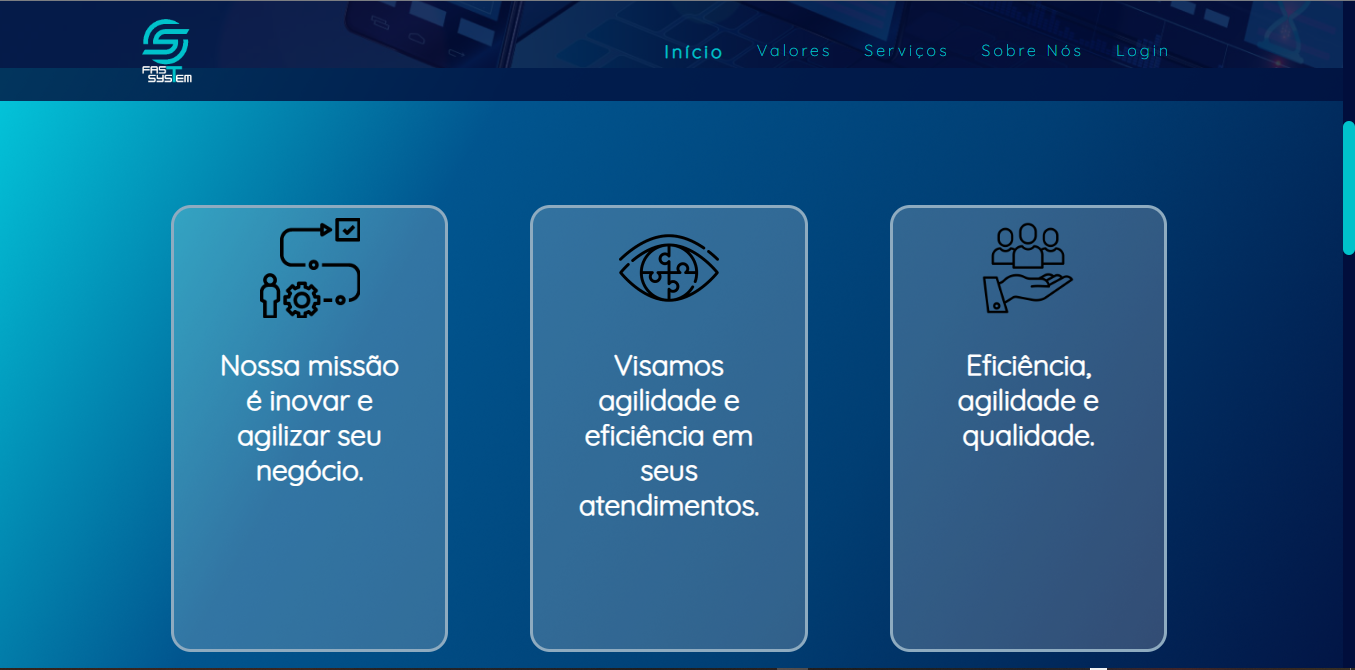 FAST
SYSTEM
Início Valores Serviços Sobre Nós Login
Nossa missão
é inovar e
agilizar seu
negócio.
Visamos
agilidade e
eficiência em
seus
atendimentos.
Eficiência,
agilidade e
qualidade.